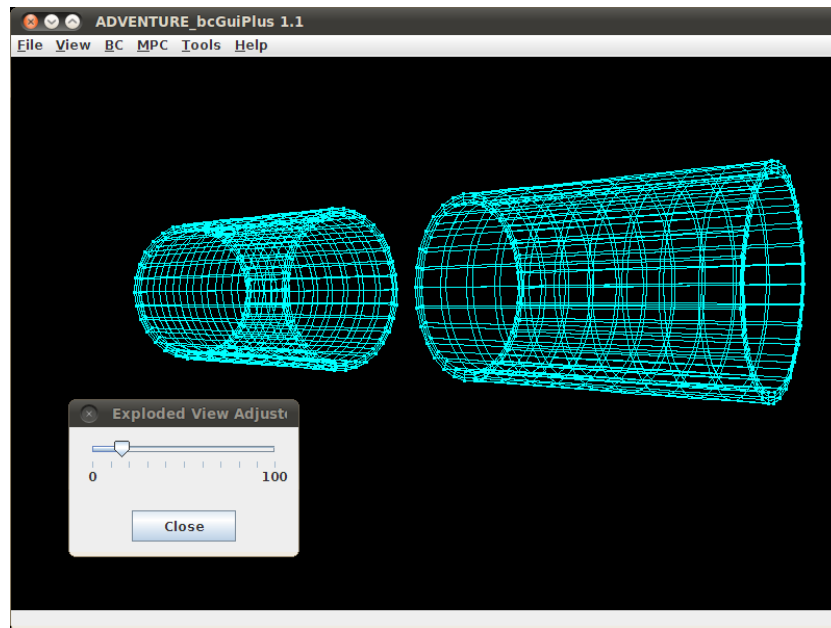 ADVENTURE_bcGuiPlus 1.1
File View BC MPC Tools Help
Exploded View Adjust
0 100
Close